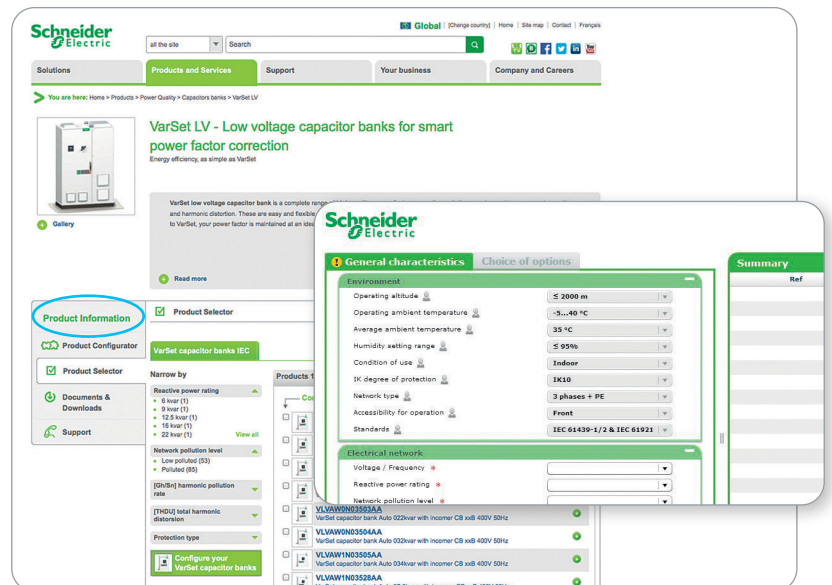 Schneider
Electric
Global | [Change country] | Home | Site map | Contact | Français
all the site
Search
Solutions
Products and Services
Support
Your business
Company and Careers
You are here: Home > Products > Power Quality > Capacitors banks > VarSet LV
VarSet LV - Low voltage capacitor banks for smart
power factor correction
Energy efficiency, as simple as VarSet
VarSet low voltage capacitor bank is a complete range
and harmonic distortion. These are easy and flexible
to VarSet, your power factor is maintained at an
Gallery
Read more
Product Information
Product Configurator
Product Selector
Documents &
Downloads
Support
Product Selector
VarSet capacitor banks IEC
Narrow by
Products 1
Reactive power rating
6 kvar (1)
9 kvar (1)
12.5 kvar (1)
16 kvar (1)
22 kvar (1)
View all
Network pollution level
Low polluted (53)
Polluted (85)
[Gh/Sn] harmonic pollution
rate
[THDU] total harmonic
distorsion
Protection type
Configure your
VarSet capacitor banks
VLVAW0N03503AA
VarSet capacitor bank Auto 022kvar with incomer CB xxB 400V 50Hz
VLVAW0N03504AA
VarSet capacitor bank Auto 032kvar with incomer CB xxB 400V 50Hz
VLVAW1N03505AA
VarSet capacitor bank Auto 034kvar with incomer CB xxB 400V 50Hz
VLVAW1N03528AA
Schneider
Electric
General characteristics
Choice of options
Environment
Operating altitude
≤ 2000 m
Operating ambient temperature
-5...40 °C
Average ambient temperature
35 °C
Humidity setting range
≤ 95%
Condition of use
Indoor
IK degree of protection
IK10
Network type
3 phases + PE
Accessibility for operation
Front
Standards
IEC 61439-1/2 & IEC 61921
Electrical network
Voltage / Frequency *
Reactive power rating *
Network pollution level *
Summary
Ref